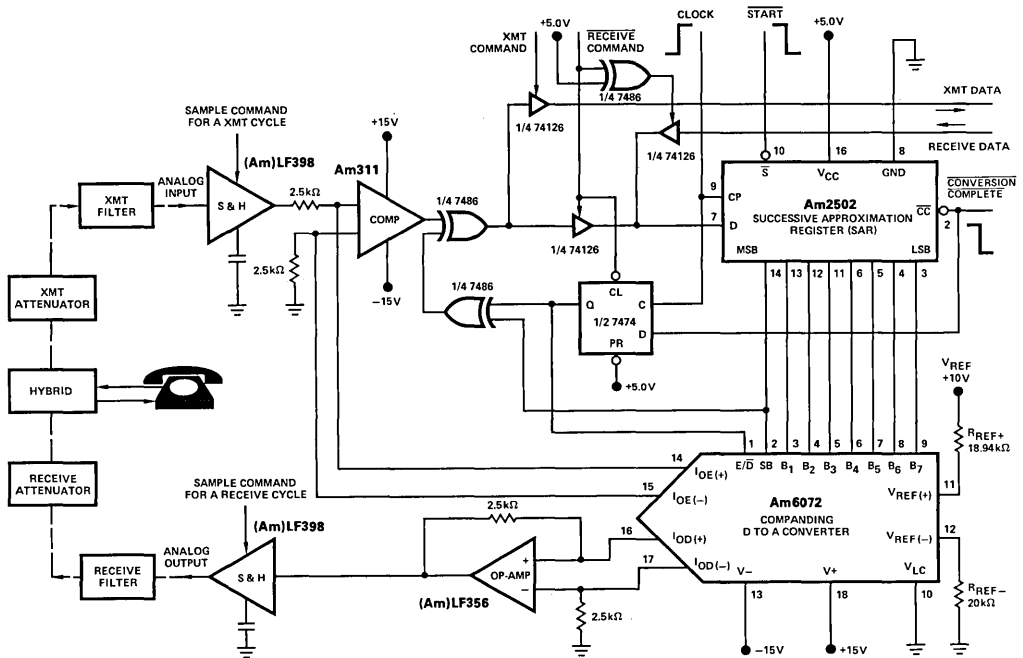 +5.0V
CLOCK
START
+5.0V
XMT
COMMAND
RECEIVE
COMMAND
1/4 7486
XMT DATA
1/4 74126
RECEIVE DATA
1/4 74126
SAMPLE COMMAND
FOR A XMT CYCLE
+15V
(Am)LF398
Am311
ANALOG
INPUT
XMT
FILTER
S & H
2.5kΩ
COMP
1/4 7486
2.5kΩ
-15V
1/4 74126
10
16
8
S
VCC
GND
9
CP
7
D
Am2502
SUCCESSIVE APPROXIMATION
REGISTER (SAR)
CC
CONVERSION
COMPLETE
2
MSB
LSB
14
13
12
11
6
5
4
3
1/4 7486
CL
Q
C
1/2 7474
D
PR
+5.0V
XMT
ATTENUATOR
HYBRID
RECEIVE
ATTENUATOR
VREF
+10V
RREF+
18.94kΩ
1
2
3
4
5
6
7
8
9
E/D
SB
B1
B2
B3
B4
B5
B6
B7
14
IOE(+)
15
IOE(-)
16
IOD(+)
17
IOD(-)
Am6072
COMPANDING
D TO A CONVERTER
VREF(+)
11
VREF(-)
12
V-
V+
VLC
13
18
10
-15V
+15V
RREF-
20kΩ
SAMPLE COMMAND
FOR A RECEIVE CYCLE
(Am)LF398
2.5kΩ
ANALOG
OUTPUT
RECEIVE
FILTER
S & H
+
OP-AMP
−
(Am)LF356
2.5kΩ